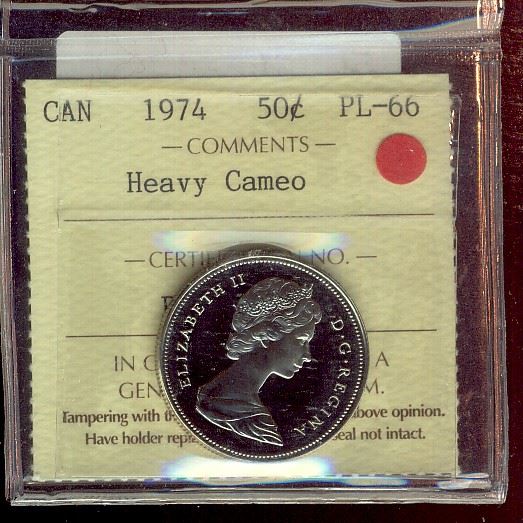 CAN 1974 50¢ PL-66
— COMMENTS —
Heavy Cameo
NO. —
ELIZABETH II D·G·REGINA
IN A
GEN M.
Tampering with above opinion.
Have holder seal not intact.